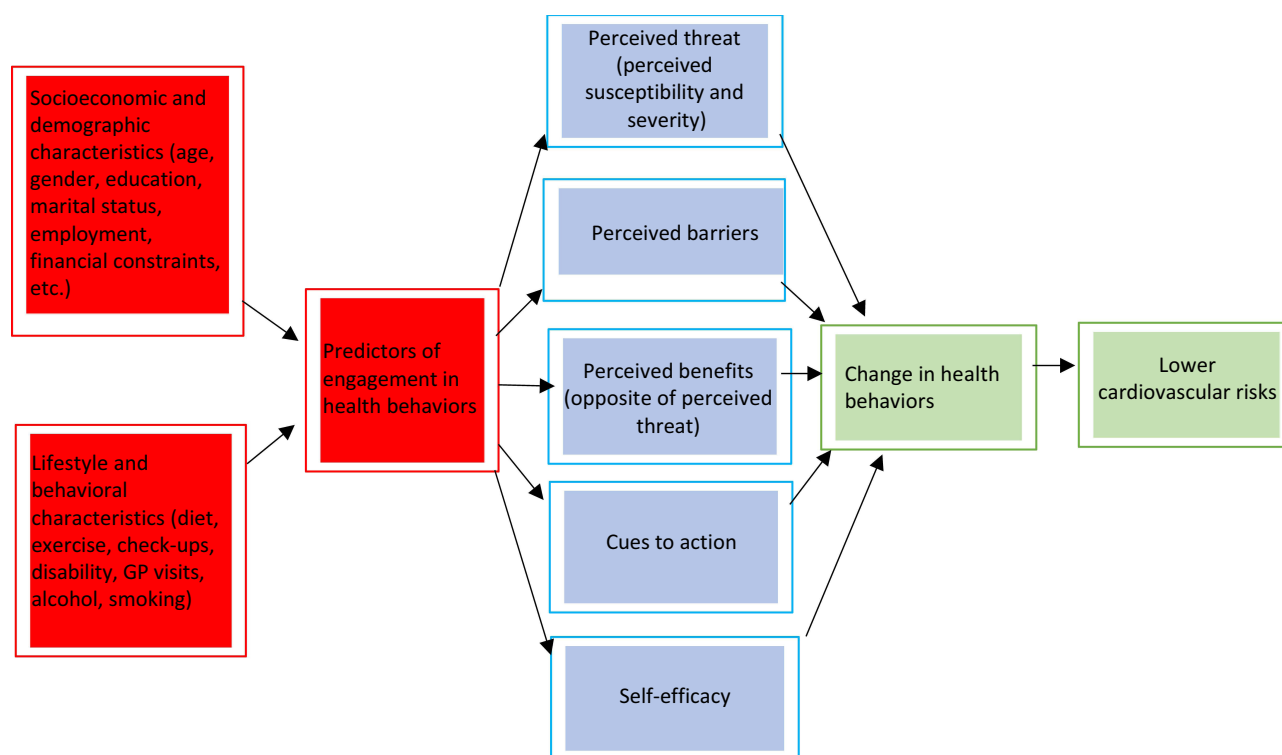 Socioeconomic and
demographic
characteristics (age,
gender, education,
marital status,
employment,
financial constraints,
etc.)
Lifestyle and
behavioral
characteristics (diet,
exercise, check-ups,
disability, GP visits,
alcohol, smoking)
Predictors of
engagement in
health behaviors
Perceived threat
(perceived
susceptibility and
severity)
Perceived barriers
Perceived benefits
(opposite of perceived
threat)
Cues to action
Self-efficacy
Change in health
behaviors
Lower
cardiovascular risks